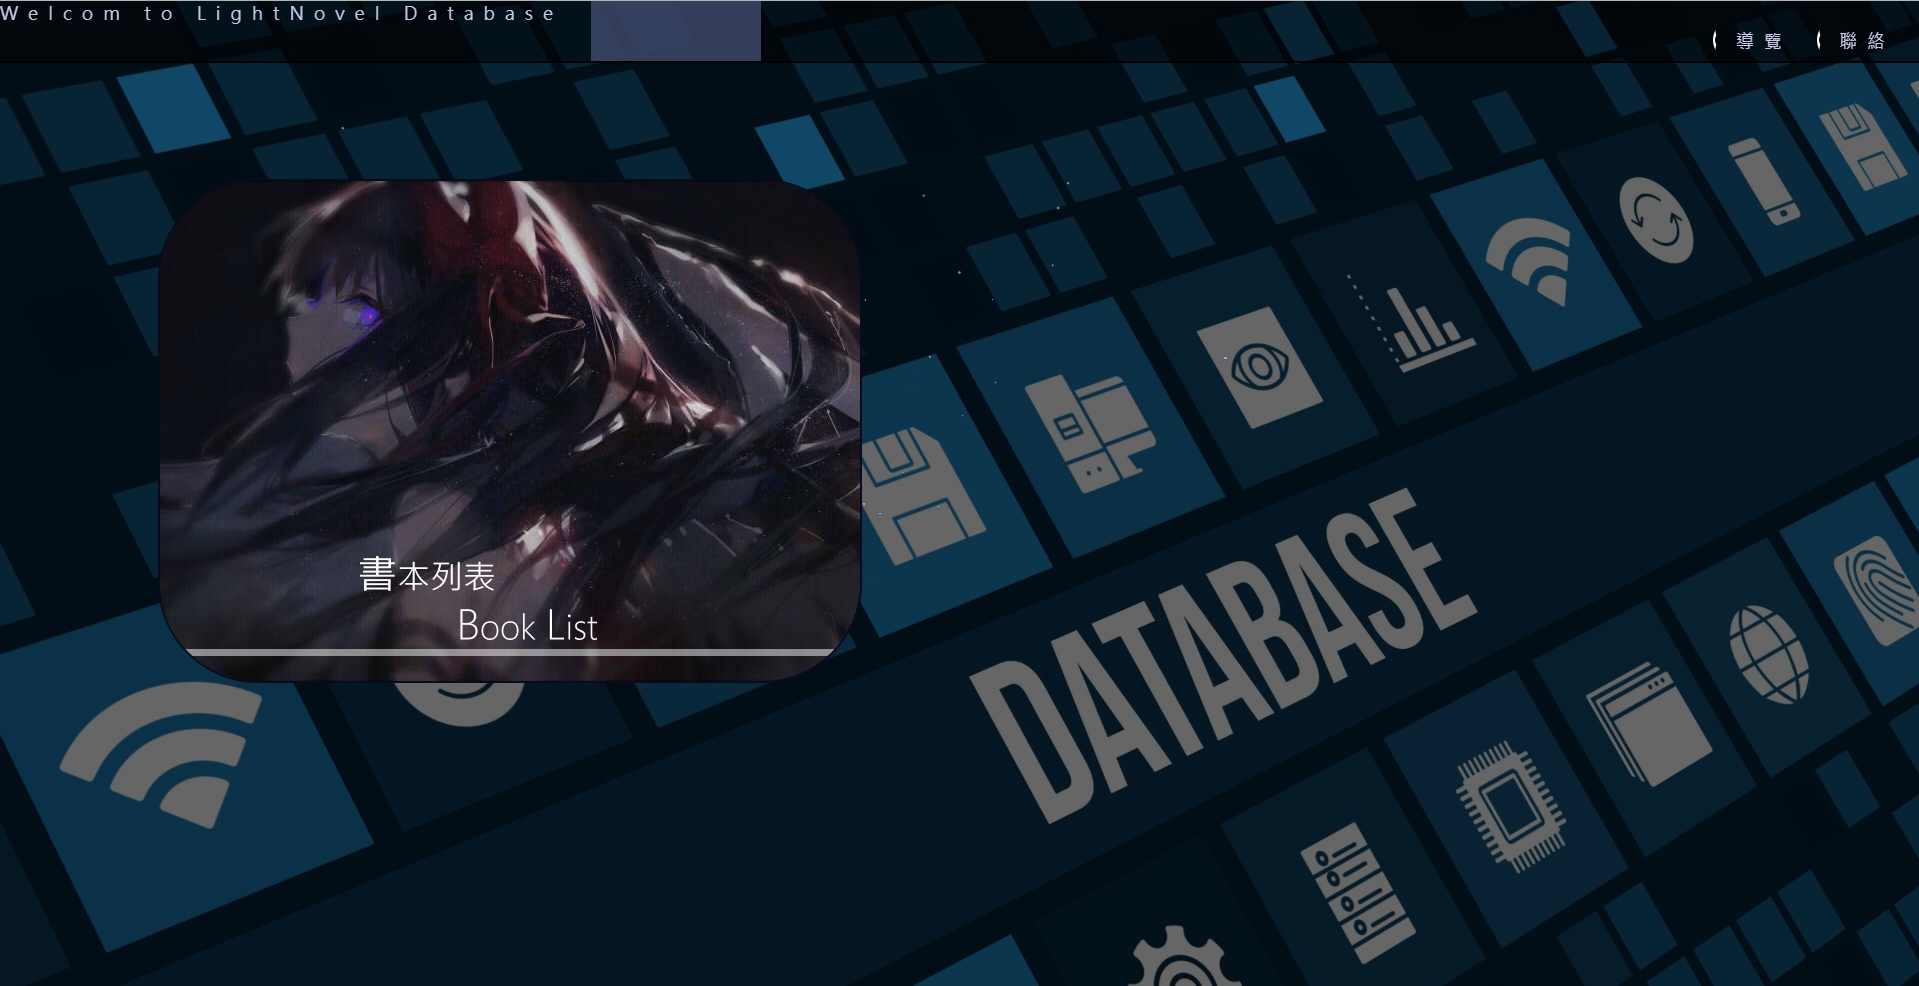 Welcom to LightNovel Database
導覽
聯絡
書本列表
Book List
DATABASE